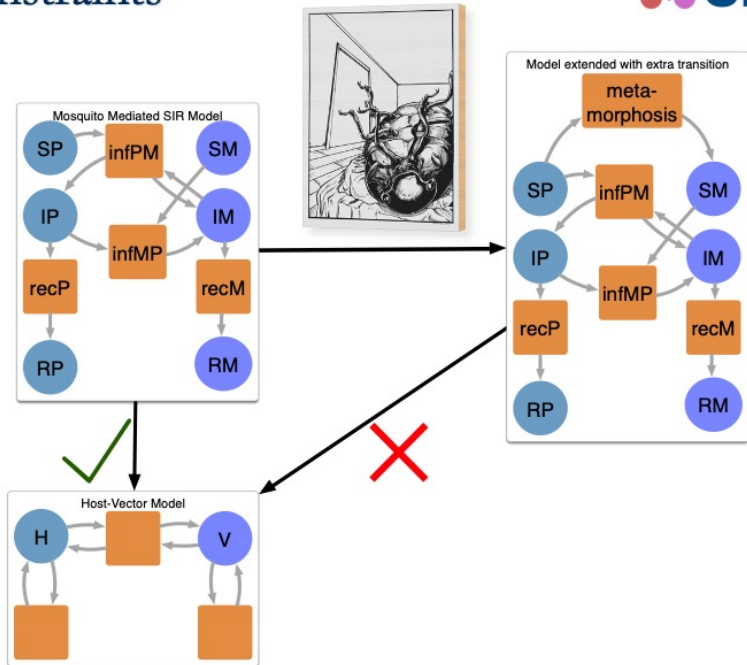 Mosquito Mediated SIR Model
SP
infPM
SM
IP
IM
infMP
recP
recM
RP
RM
Model extended with extra transition
meta-
morphosis
SP
infPM
SM
IP
IM
infMP
recP
recM
RP
RM
Host-Vector Model
H
V